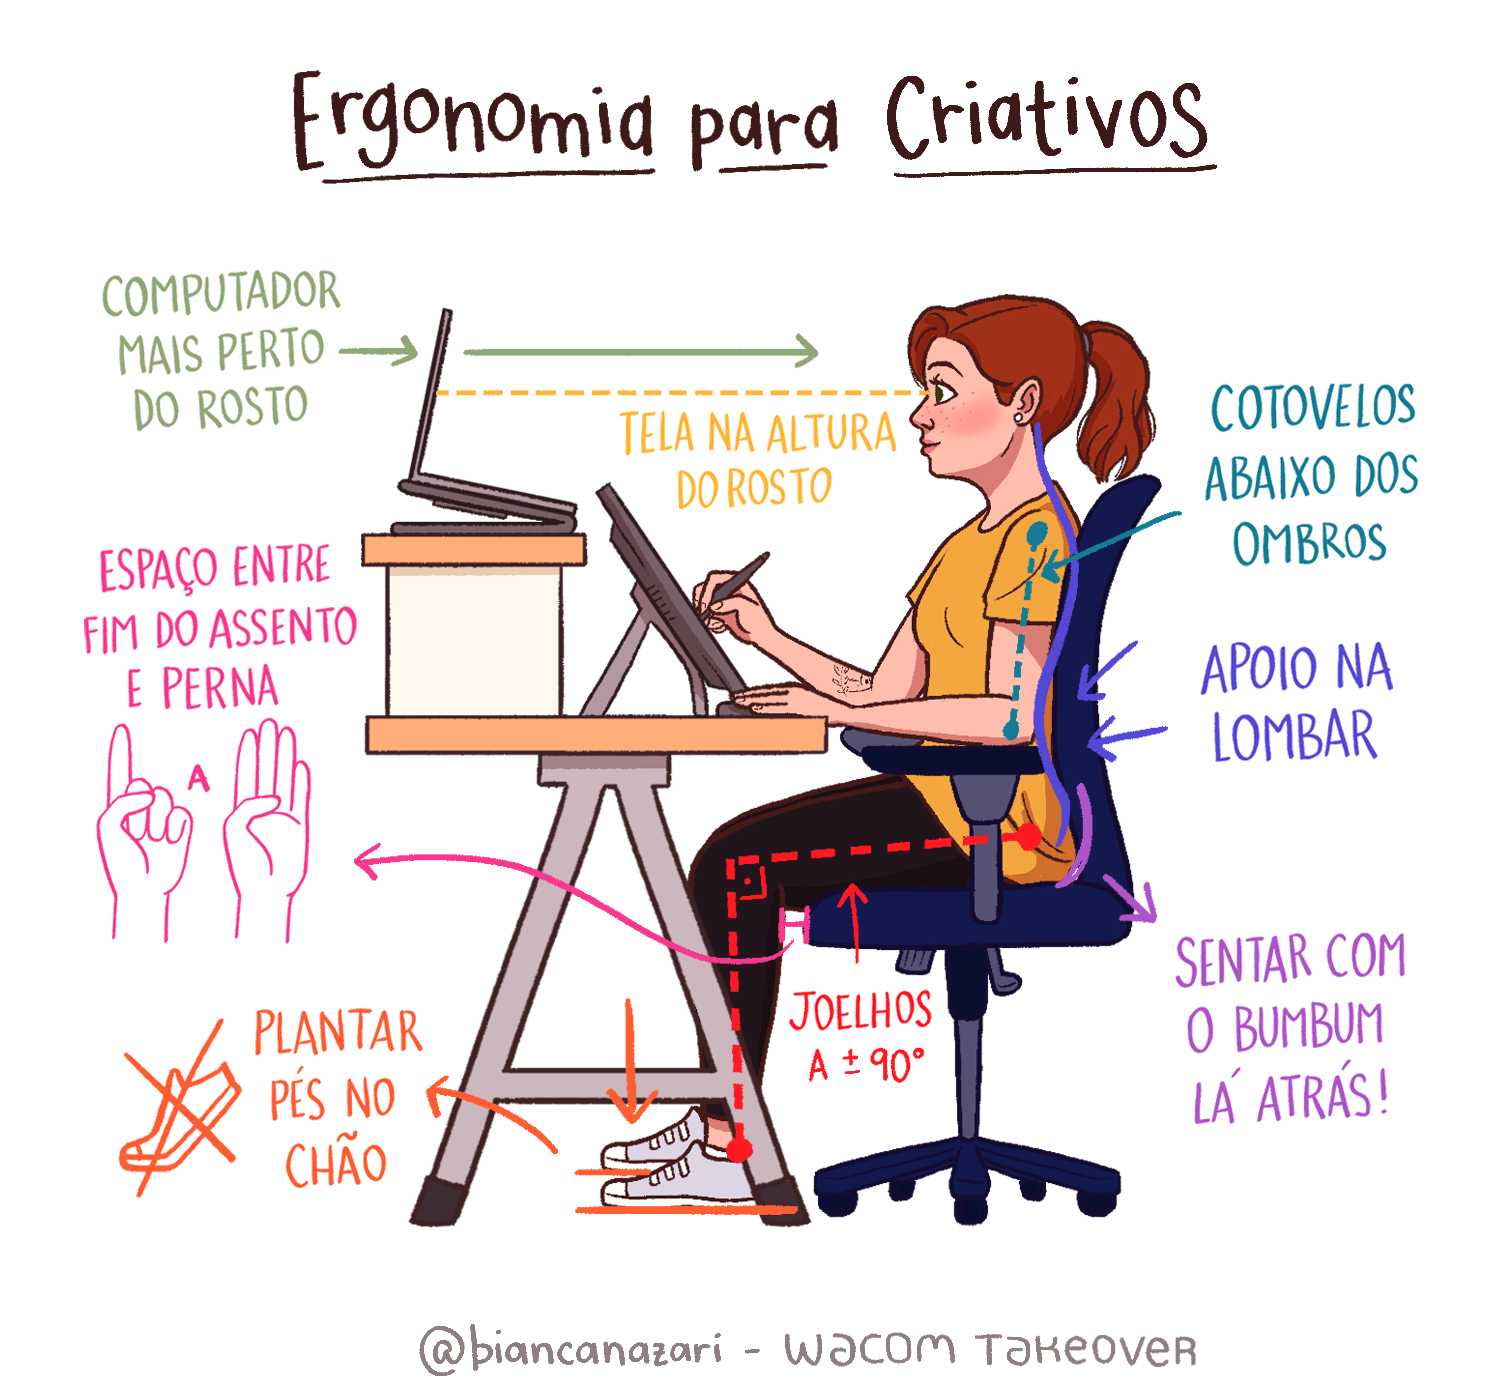 Ergonomia para Criativos
COMPUTADOR
MAIS PERTO
DO ROSTO
TELA NA ALTURA
DO ROSTO
COTOVELOS
ABAIXO DOS
OMBROS
ESPAÇO ENTRE
FIM DO ASSENTO
E PERNA
A
APOIO NA
LOMBAR
SENTAR COM
O BUMBUM
LÁ ATRÁS!
JOELHOS
A ± 90°
PLANTAR
PÉS NO
CHÃO
@biancanazari - WACOM TAKEOVER